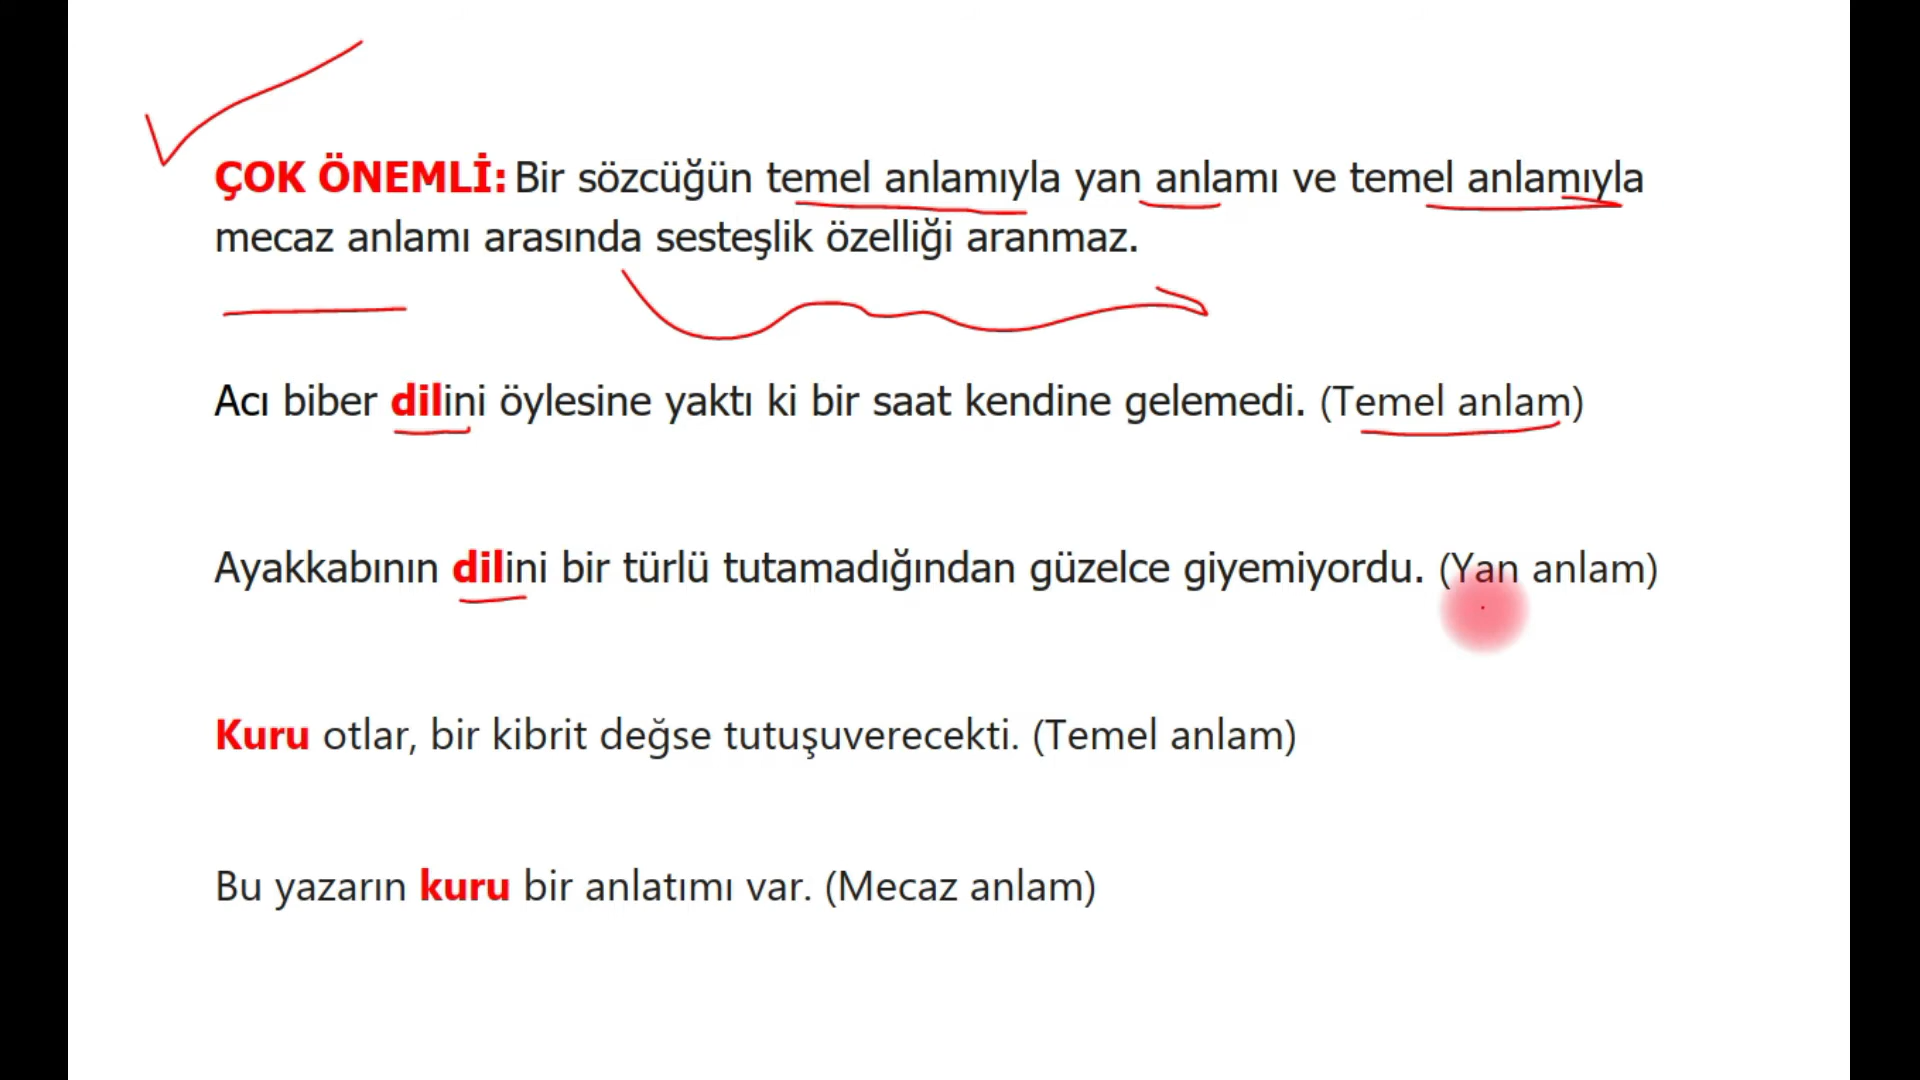 ÇOK ÖNEMLİ: Bir sözcüğün temel anlamıyla yan anlamı ve temel anlamıyla
mecaz anlamı arasında sesteşlik özelliği aranmaz.
Acı biber dilini öylesine yaktı ki bir saat kendine gelemedi. (Temel anlam)
Ayakkabının dilini bir türlü tutamadığından güzelce giyemiyordu. (Yan anlam)
Kuru otlar, bir kibrit değse tutuşuverecekti. (Temel anlam)
Bu yazarın kuru bir anlatımı var. (Mecaz anlam)